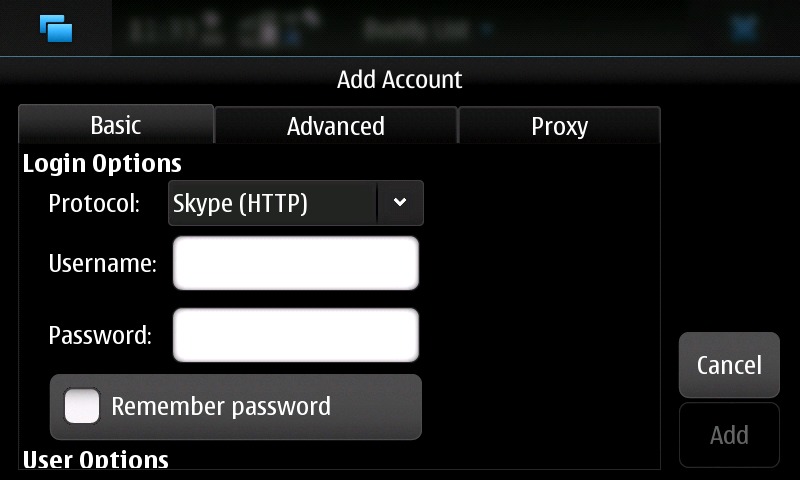 Add Account
Basic Advanced Proxy
Login Options
Protocol: Skype (HTTP)
Username:
Password:
Remember password
User Options
Cancel
Add